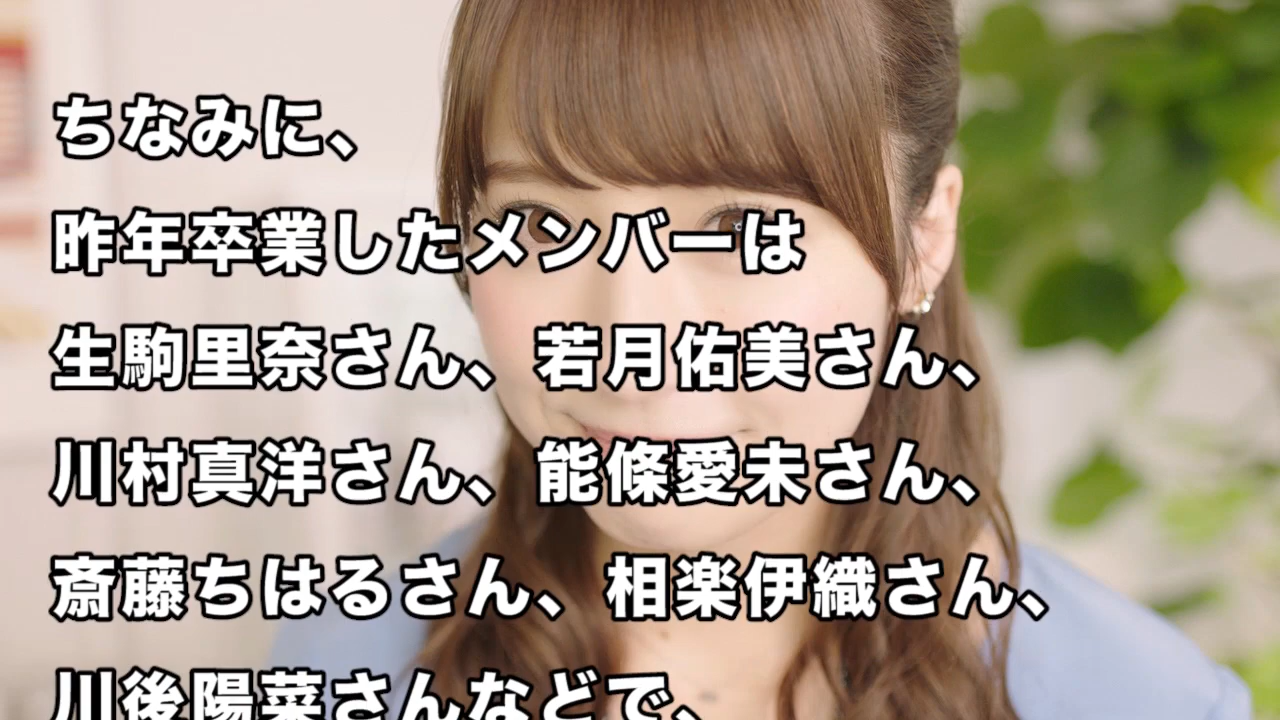 ちなみに、
昨年卒業したメンバーは
生駒里奈さん、若月佑美さん、
川村真洋さん、能條愛未さん、
斎藤ちはるさん、相楽伊織さん、
川後陽菜さんなどで、